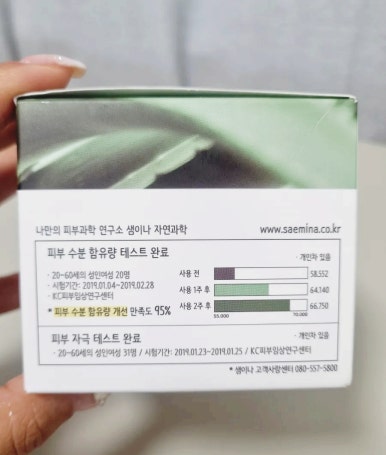 나만의 피부과학 연구소 샘이나 자연과학
www.saemina.co.kr
피부 수분 함유량 테스트 완료
· 개인차 있음
· 20~60세의 성인여성 20명
· 시험기간: 2019.01.04~2019.02.28
· KC피부임상연구센터
* 피부 수분 함유량 개선 만족도 95%
사용 전 58.552
사용 1주 후 64.140
사용 2주 후 66.750
55.000 70.000
피부 자극 테스트 완료
· 개인차 있음
· 20~60세의 성인여성 31명 / 시험기간: 2019.01.23~2019.01.25 / KC피부임상연구센터
* 샘이나 고객사랑센터 080-557-5800